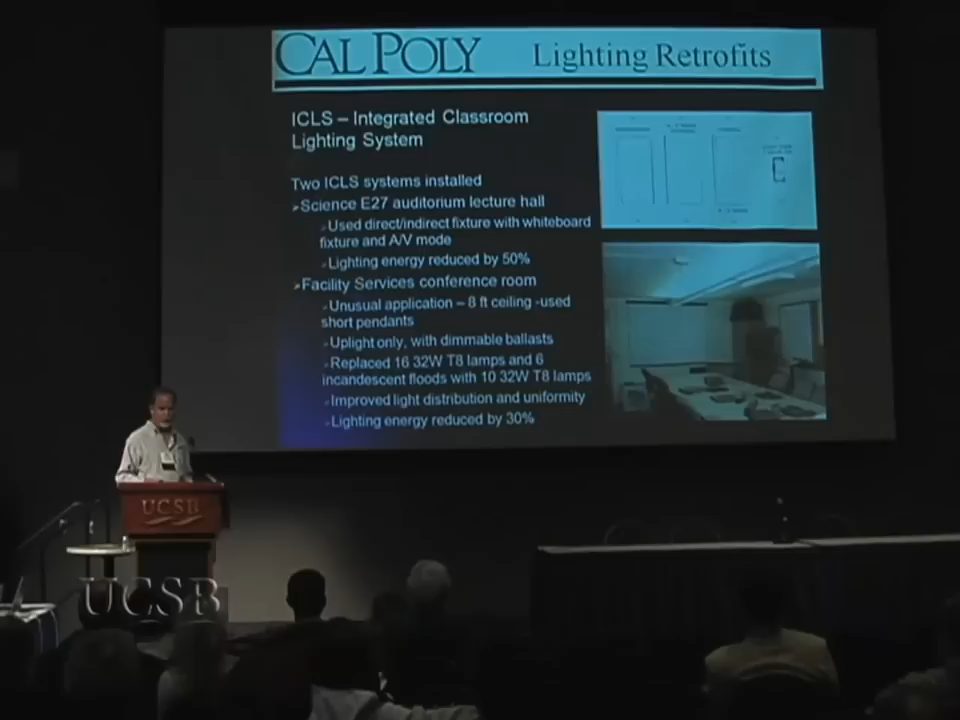 CAL POLY Lighting Retrofits
ICLS – Integrated Classroom
Lighting System
Two ICLS systems installed
➢Science E27 auditorium lecture hall
-Used direct/indirect fixture with whiteboard
fixture and A/V mode
-Lighting energy reduced by 50%
➢Facility Services conference room
-Unusual application – 8 ft ceiling -used
short pendants
-Uplight only, with dimmable ballasts
-Replaced 16 32W T8 lamps and 6
incandescent floods with 10 32W T8 lamps
-Improved light distribution and uniformity
-Lighting energy reduced by 30%
UCSB
UCSB